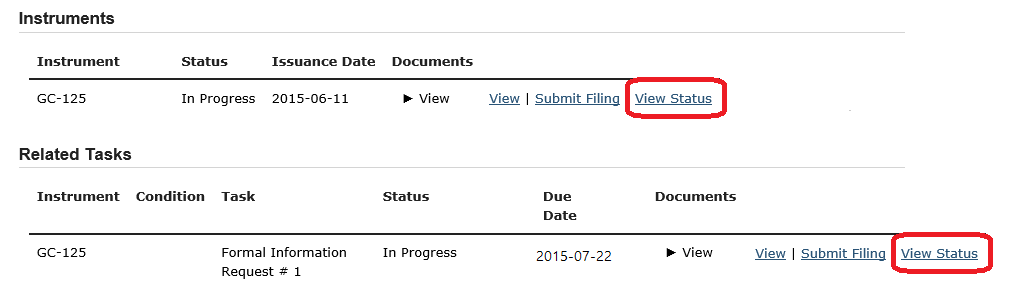 Instruments
Instrument Status Issuance Date Documents
GC-125 In Progress 2015-06-11 ► View View | Submit Filing View Status
Related Tasks
Instrument Condition Task Status Due Documents
Date
GC-125 Formal Information In Progress 2015-07-22 ► View View | Submit Filing View Status
Request # 1